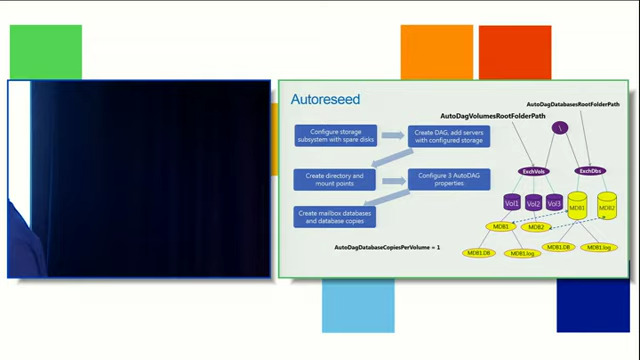 Autoreseed
AutoDagDatabasesRootFolderPath
AutoDagVolumesRootFolderPath
Configure storage
subsystem with spare disks
Create DAG, add servers
with configured storage
Create directory and
mount points
Configure 3 AutoDAG
properties
Create mailbox databases
and database copies
\
ExchVols
ExchDbs
Vol1
Vol2
Vol3
MDB1
MDB2
MDB1
MDB2
MDB1.DB
MDB1.log
MDB1.DB
MDB1.log
AutoDagDatabaseCopiesPerVolume = 1